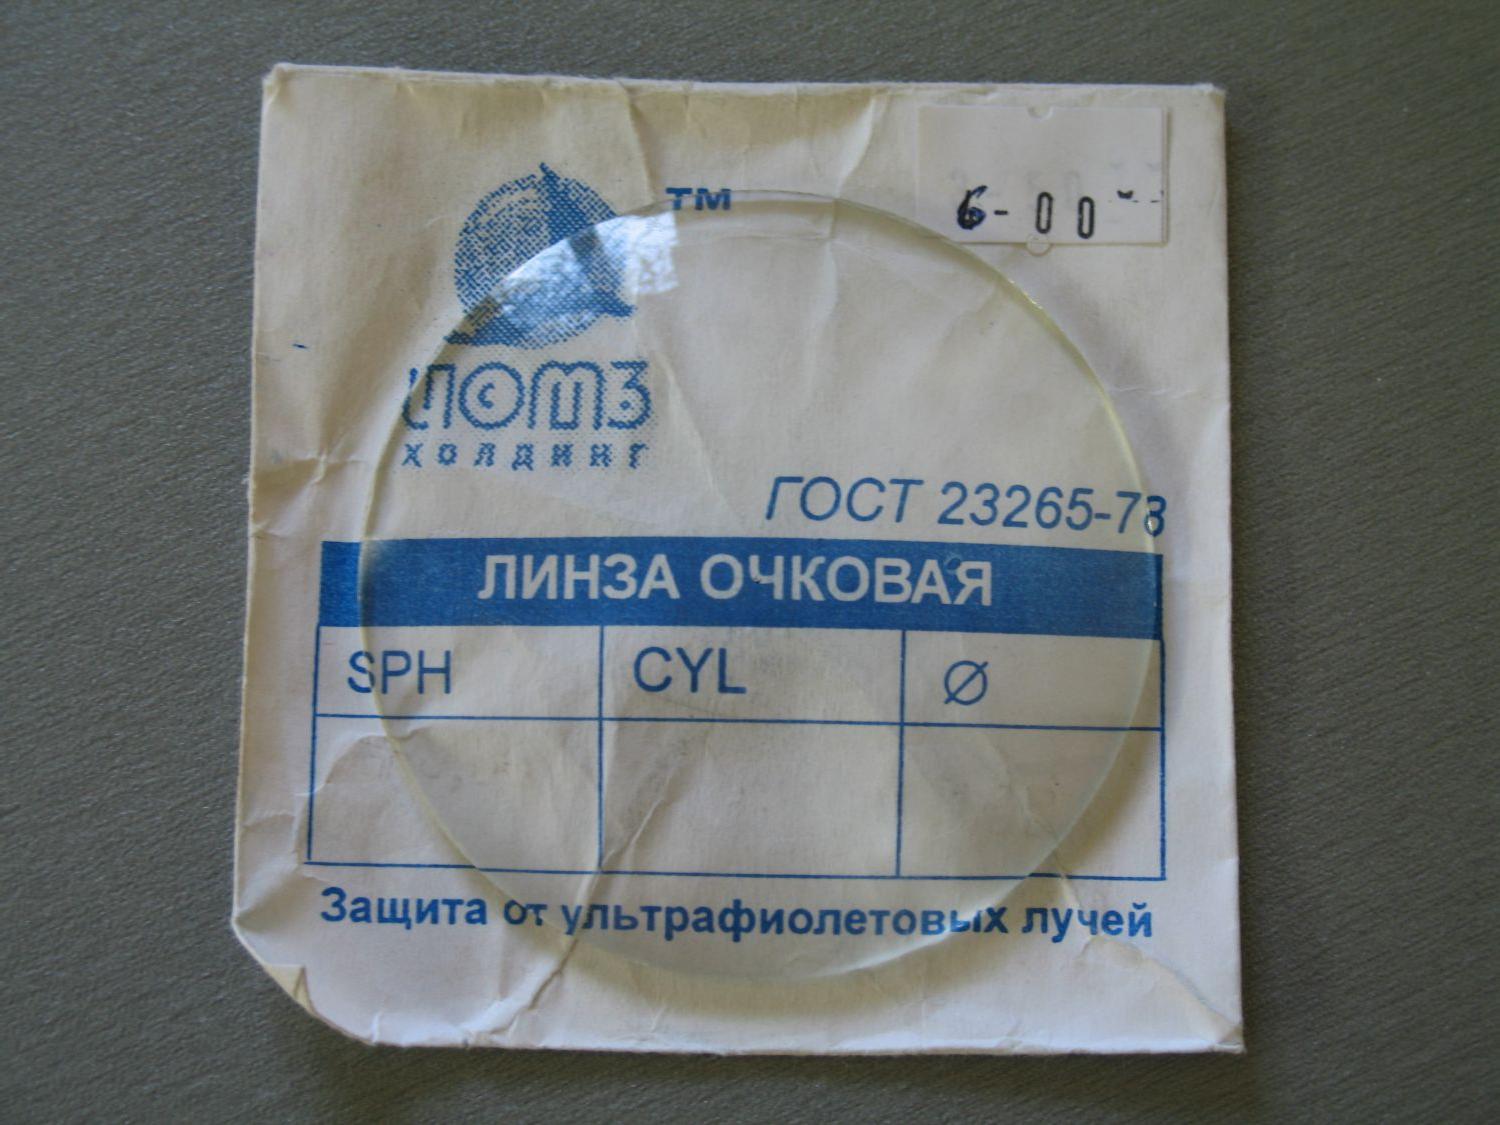 ТМ
6-00
ЛОМЗ
холдинг
ГОСТ 23265-78
ЛИНЗА ОЧКОВАЯ
SPH CYL Ø
Защита от ультрафиолетовых лучей